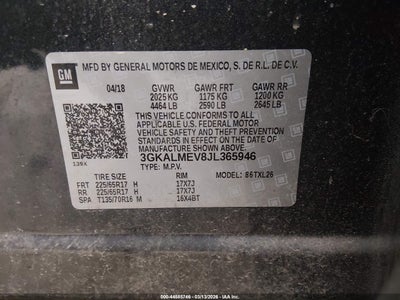 GM
MFD BY GENERAL MOTORS DE MEXICO, S. DE R.L. DE C.V.
04/18 GVWR GAWR FRT GAWR RR
2025 KG 1175 KG 1200 KG
4464 LB 2590 LB 2645 LB
THIS VEHICLE CONFORMS TO ALL APPLICABLE
U.S. FEDERAL MOTOR
VEHICLE SAFETY, BUMPER, AND
THEFT PREVENTION STANDARDS IN
EFFECT ON THE DATE OF
MANUFACTURE SHOWN ABOVE.
3GKALMEV8JL365946
TYPE: M.P.V. MODEL: 86TXL26
TIRE SIZE RIM
FRT 225/65R17 H 17X7J
RR 225/65R17 H 17X7J
SPA T135/70R16 M 16X4BT
000-44585746 - 03/13/2026 - IAA Inc.